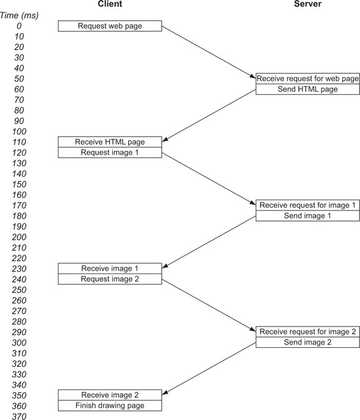 Client Server
Time (ms)
0 Request web page
10
20
30
40
50 Receive request for web page
60 Send HTML page
70
80
90
100
110 Receive HTML page
120 Request image 1
130
140
150
160
170 Receive request for image 1
180 Send image 1
190
200
210
220
230 Receive image 1
240 Request image 2
250
260
270
280
290 Receive request for image 2
300 Send image 2
310
320
330
340
350 Receive image 2
360 Finish drawing page
370